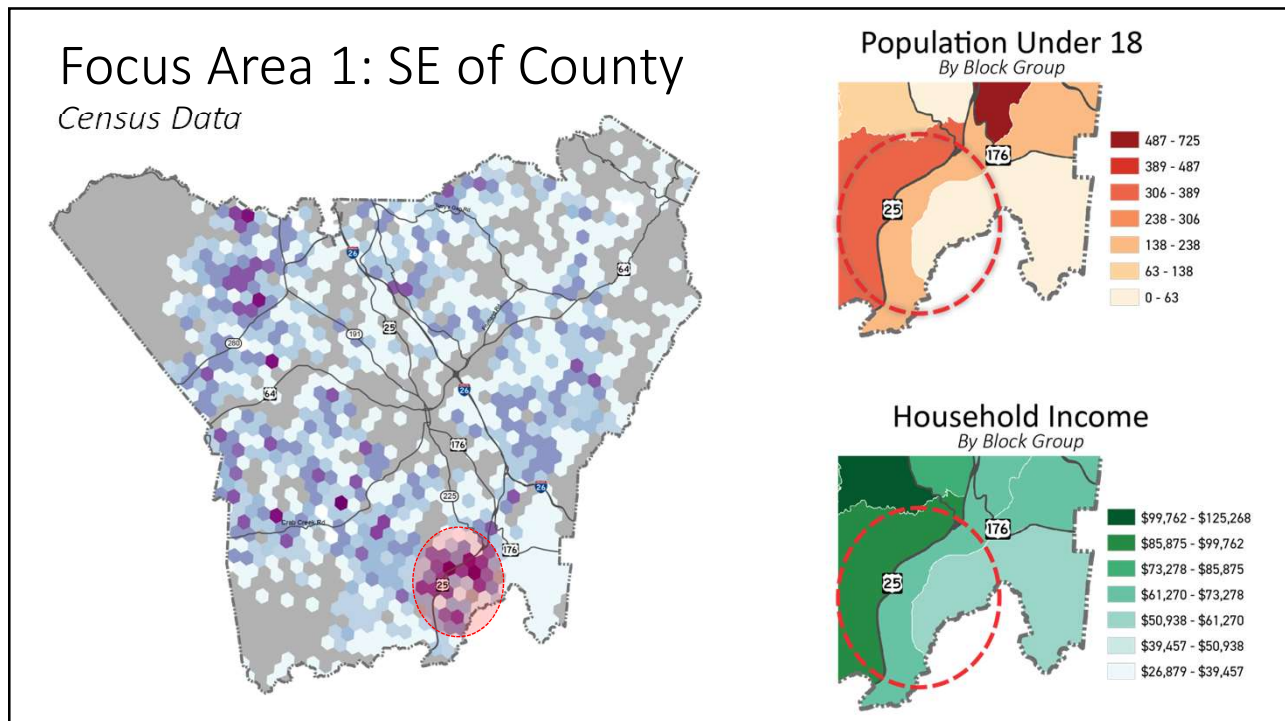 Focus Area 1: SE of County
Census Data
26
64
25
280
191
64
26
176
225
26
Crab Creek Rd.
176
25
Population Under 18
By Block Group
176
25
487 - 725
389 - 487
306 - 389
238 - 306
138 - 238
63 - 138
0 - 63
Household Income
By Block Group
176
25
$99,762 - $125,268
$85,875 - $99,762
$73,278 - $85,875
$61,270 - $73,278
$50,938 - $61,270
$39,457 - $50,938
$26,879 - $39,457